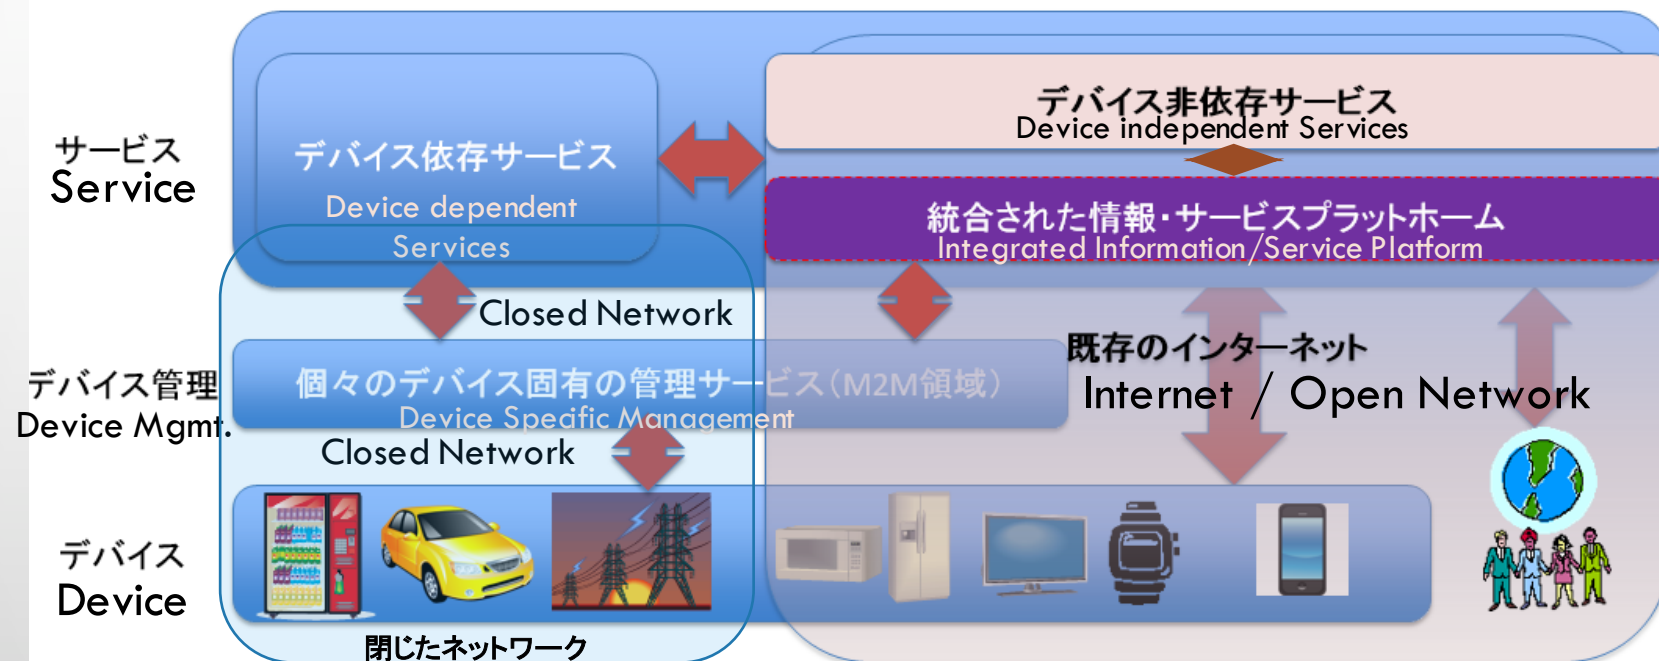 サービス
Service
デバイス依存サービス
Device dependent
Services
デバイス非依存サービス
Device independent Services
統合された情報・サービスプラットホーム
Integrated Information/Service Platform
Closed Network
既存のインターネット
Internet / Open Network
デバイス管理
Device Mgmt.
個々のデバイス固有の管理サービス（M2M領域）
Device Specific Management
Closed Network
デバイス
Device
閉じたネットワーク